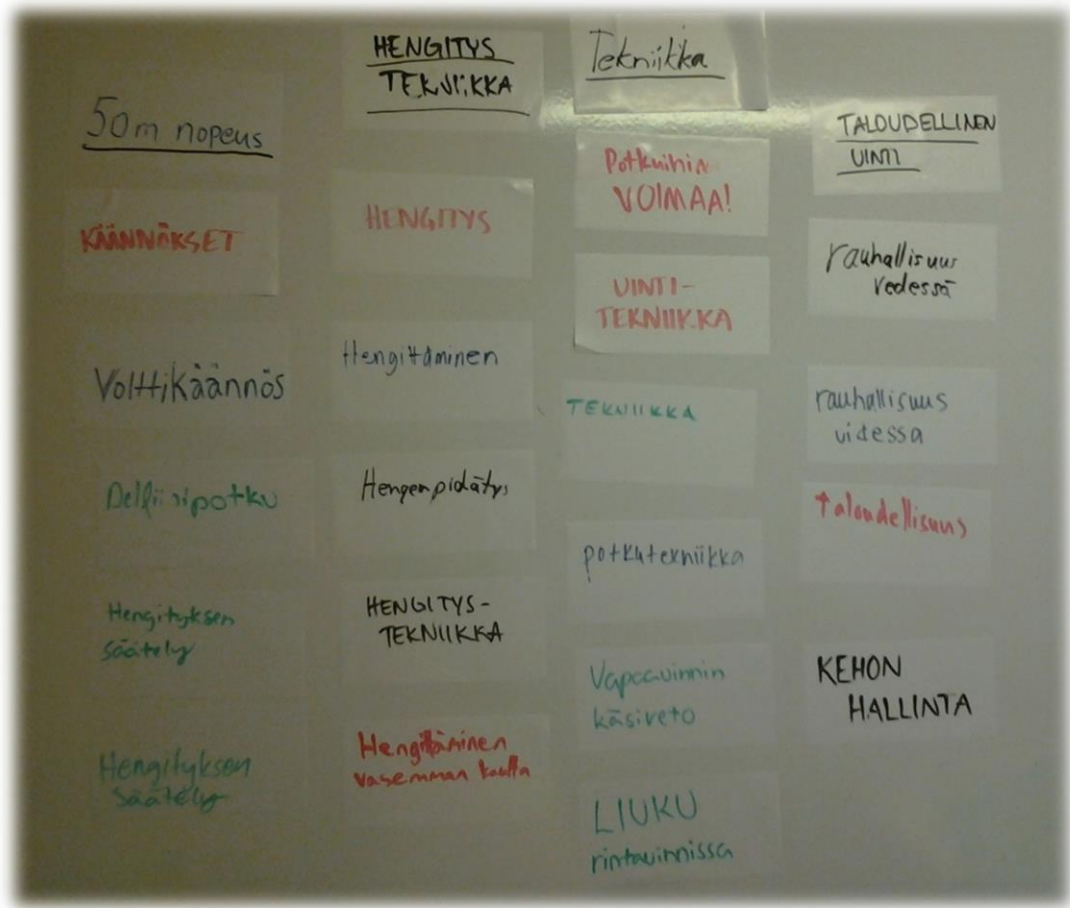 50m nopeus
KÄÄNNÖKSET
Volttikäännös
Delfiinipotku
Hengityksen
säätely
Hengityksen
säätely
HENGITYS
TEKNIIKKA
HENGITYS
Hengittäminen
Hengenpidätys
HENGITYS-
TEKNIIKKA
Hengittäminen
vasemman kautta
Tekniikka
Potkuihin
VOIMAA!
UINTI-
TEKNIIKKA
TEKNIIKKA
potkutekniikka
Vapaauinnin
käsiveto
LIUKU
rintauinnissa
TALOUDELLINEN
UINTI
rauhallisuus
vedessä
rauhallisuus
videssa
Taloudellisuus
KEHON
HALLINTA